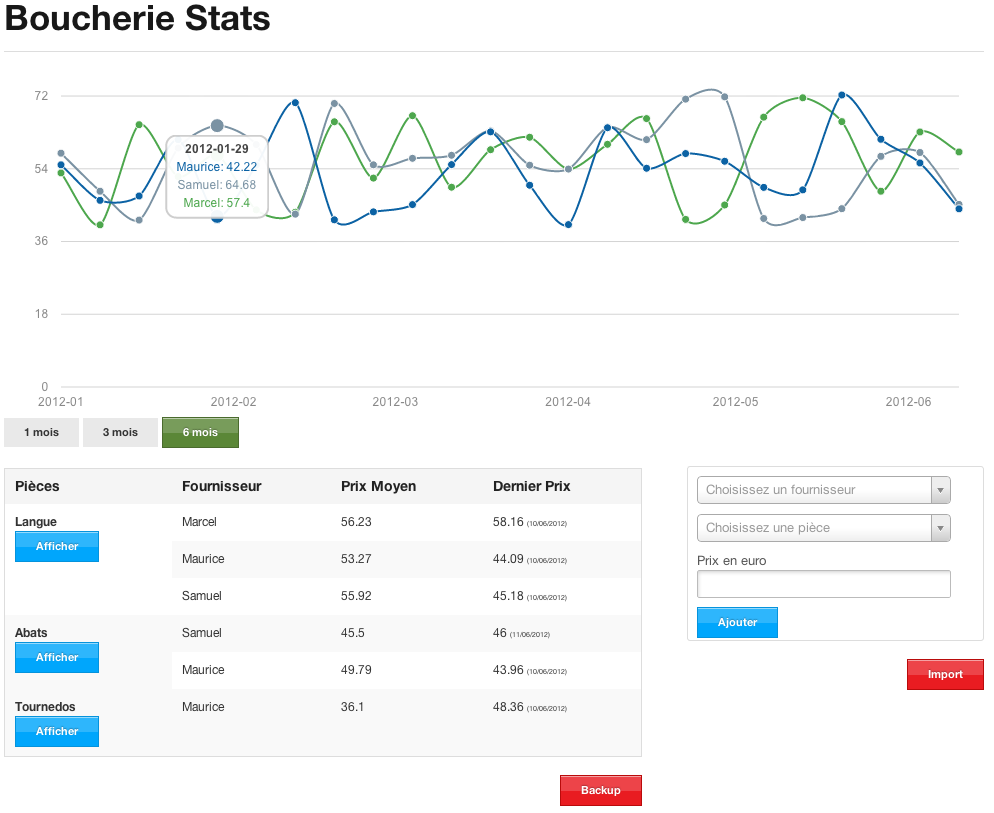 Boucherie Stats
72
54
36
18
0
2012-01-29
Maurice: 42.22
Samuel: 64.68
Marcel: 57.4
2012-01 2012-02 2012-03 2012-04 2012-05 2012-06
1 mois 3 mois 6 mois
Pièces Fournisseur Prix Moyen Dernier Prix
Langue Marcel 56.23 58.16 (10/06/2012)
Afficher
Maurice 53.27 44.09 (10/06/2012)
Samuel 55.92 45.18 (10/06/2012)
Abats Samuel 45.5 46 (11/06/2012)
Afficher
Maurice 49.79 43.96 (10/06/2012)
Tournedos Maurice 36.1 48.36 (10/06/2012)
Afficher
Backup
Choisissez un fournisseur
Choisissez une pièce
Prix en euro
Ajouter
Import